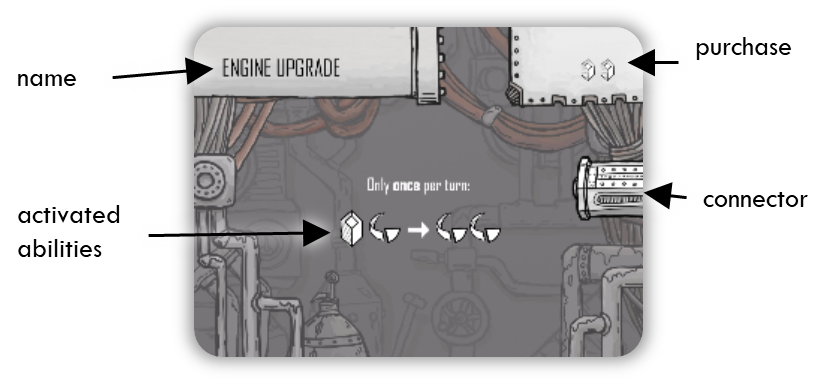 name
ENGINE UPGRADE
purchase
Only once per turn:
connector
activated
abilities